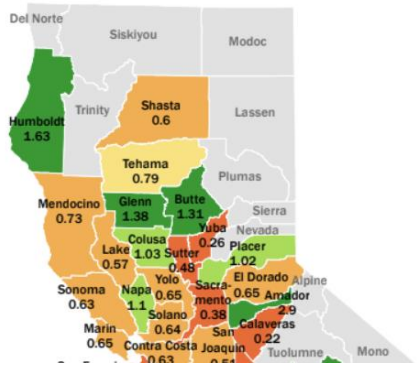 Del Norte
Siskiyou
Modoc
Humboldt
1.63
Trinity
Shasta
0.6
Lassen
Tehama
0.79
Plumas
Mendocino
0.73
Glenn
1.38
Butte
1.31
Sierra
Yuba
0.26
Nevada
Colusa
1.03
Placer
1.02
Lake
0.57
Sutter
0.48
Sonoma
0.63
Napa
1.1
Yolo
0.65
Sacra-
mento
0.38
El Dorado
0.65
Alpine
Amador
2.9
Solano
0.64
Marin
0.65
Contra Costa
0.63
San
Joaquin
Calaveras
0.22
Tuolumne
Mono